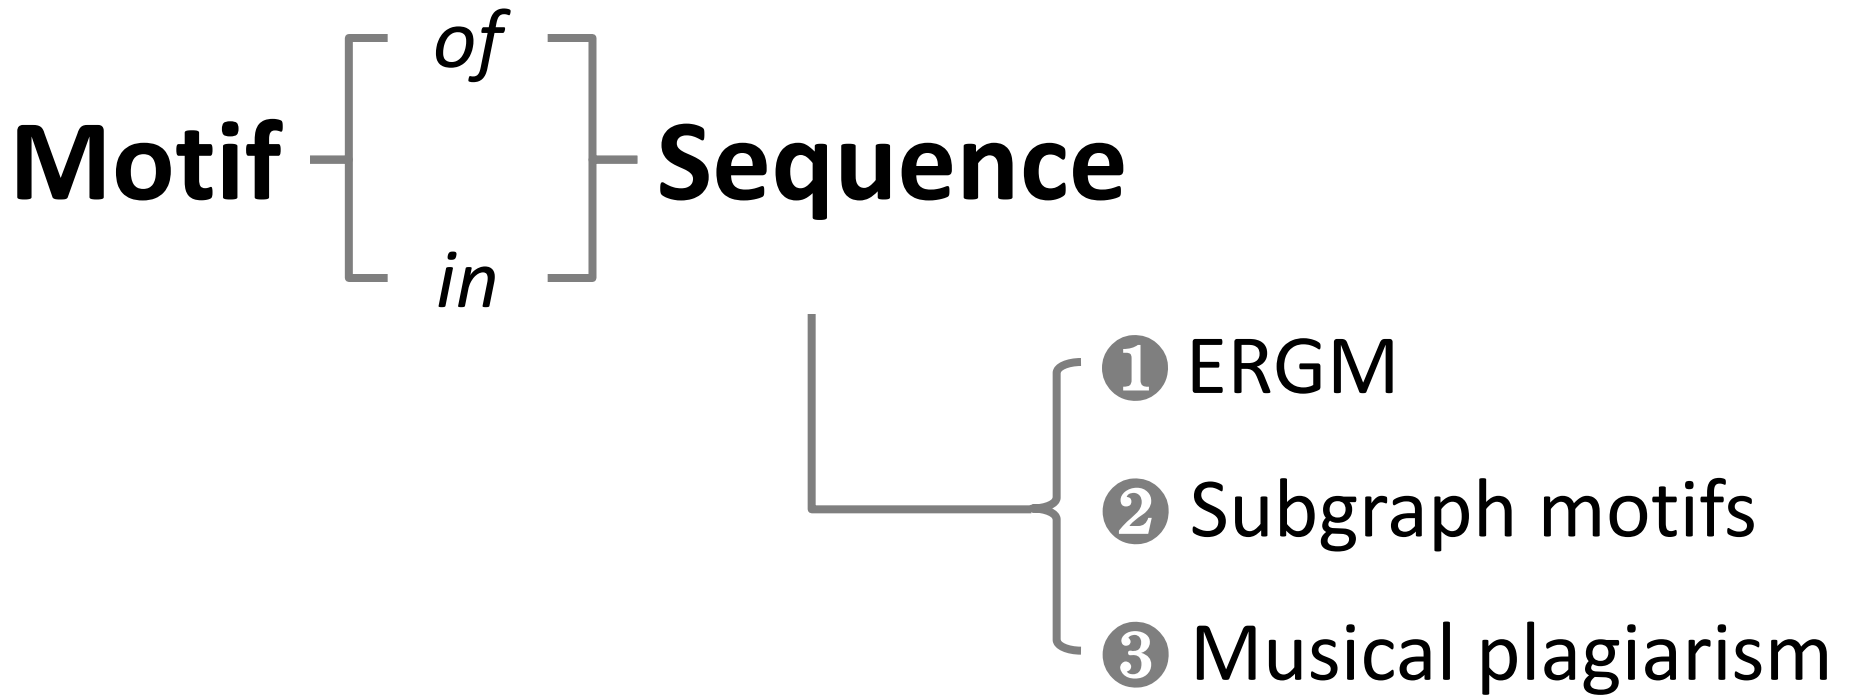 of
Motif Sequence
in
❶ ERGM
❷ Subgraph motifs
❸ Musical plagiarism